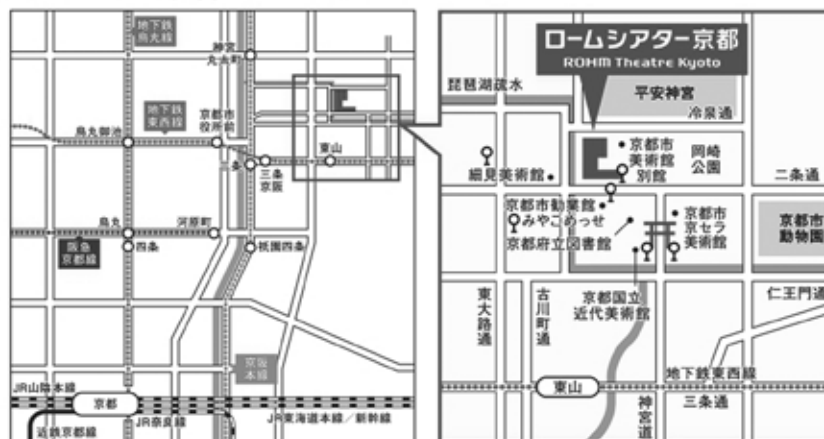 地下鉄
烏丸線
神宮
丸太町
地下鉄
東西線
京都市
役所前
烏丸御池
三条
三条
京阪
東山
烏丸
河原町
阪急
京都線
四条
祇園四条
京阪
本線
JR山陰本線
京都
JR奈良線
JR東海道本線／新幹線
近鉄京都線
ロームシアター京都
ROHM Theatre Kyoto
琵琶湖疏水
平安神宮
冷泉通
京都市
美術館
別館
岡崎
公園
細見美術館
二条通
京都市勧業館
みやこめっせ
京都府立図書館
京都市
京セラ
美術館
京都市
動物園
京都国立
近代美術館
東大路通
古川町通
仁王門通
地下鉄東西線
東山
三条通
神宮道